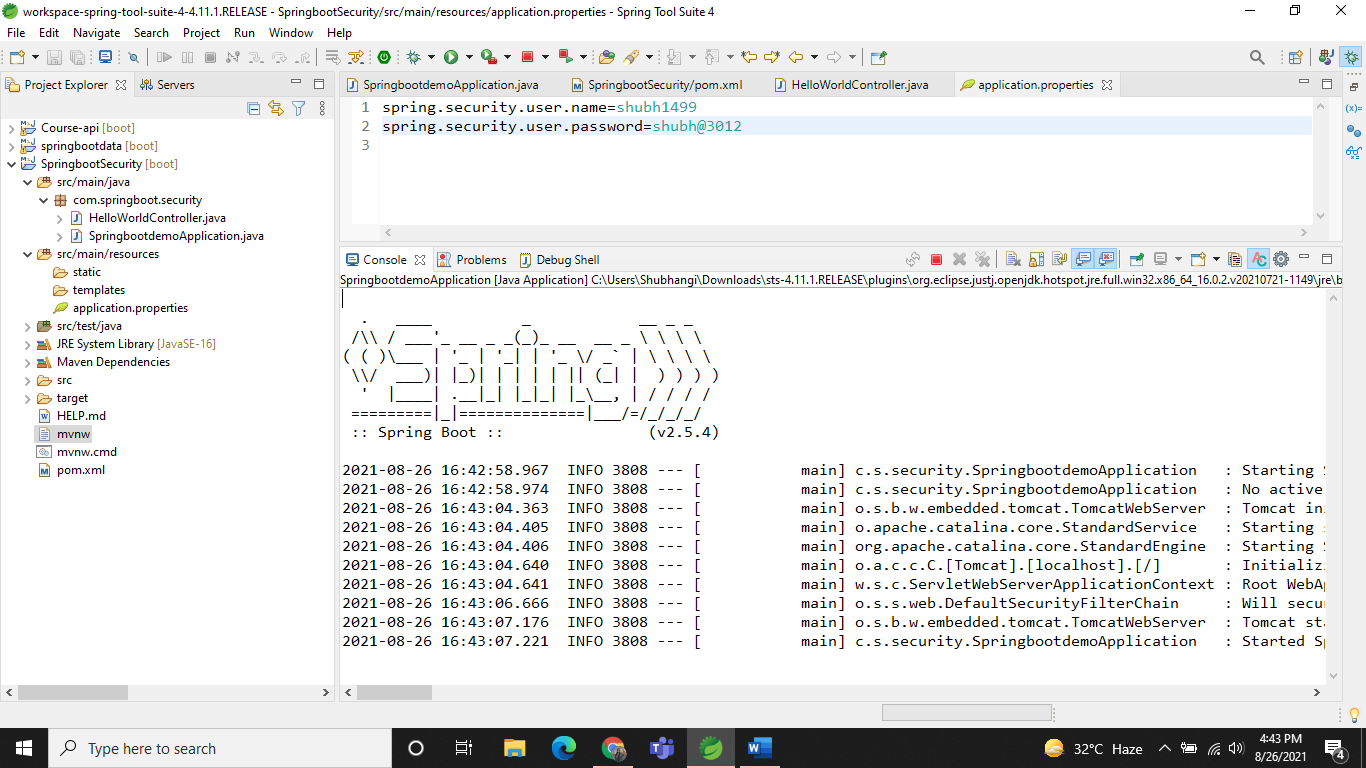 workspace-spring-tool-suite-4-4.11.1.RELEASE - SpringbootSecurity/src/main/resources/application.properties - Spring Tool Suite 4
File Edit Navigate Search Project Run Window Help
Project Explorer Servers
Course-api [boot]
springbootdata [boot]
SpringbootSecurity [boot]
src/main/java
com.springboot.security
HelloWorldController.java
SpringbootdemoApplication.java
src/main/resources
static
templates
application.properties
src/test/java
JRE System Library [JavaSE-16]
Maven Dependencies
src
target
HELP.md
mvnw
mvnw.cmd
pom.xml
SpringbootdemoApplication.java SpringbootSecurity/pom.xml HelloWorldController.java application.properties
1 spring.security.user.name=shubh1499
2 spring.security.user.password=shubh@3012
3
Console Problems Debug Shell
SpringbootdemoApplication [Java Application] C:\Users\Shubhangi\Downloads\sts-4.11.1.RELEASE\plugins\org.eclipse.justj.openjdk.hotspot.jre.full.win32.x86_64_16.0.2.v20210721-1149\jre\b
Spring
:: Spring Boot :: (v2.5.4)
2021-08-26 16:42:58.967 INFO 3808 --- [ main] c.s.security.SpringbootdemoApplication : Starting S
2021-08-26 16:42:58.974 INFO 3808 --- [ main] c.s.security.SpringbootdemoApplication : No active
2021-08-26 16:43:04.363 INFO 3808 --- [ main] o.s.b.w.embedded.tomcat.TomcatWebServer : Tomcat ini
2021-08-26 16:43:04.405 INFO 3808 --- [ main] o.apache.catalina.core.StandardService : Starting s
2021-08-26 16:43:04.406 INFO 3808 --- [ main] org.apache.catalina.core.StandardEngine : Starting S
2021-08-26 16:43:04.640 INFO 3808 --- [ main] o.a.c.c.C.[Tomcat].[localhost].[/] : Initializi
2021-08-26 16:43:04.641 INFO 3808 --- [ main] w.s.c.ServletWebServerApplicationContext : Root WebAp
2021-08-26 16:43:06.666 INFO 3808 --- [ main] o.s.s.web.DefaultSecurityFilterChain : Will secur
2021-08-26 16:43:07.176 INFO 3808 --- [ main] o.s.b.w.embedded.tomcat.TomcatWebServer : Tomcat sta
2021-08-26 16:43:07.221 INFO 3808 --- [ main] c.s.security.SpringbootdemoApplication : Started Sp
Type here to search
32°C Haze
4:43 PM
8/26/2021
4